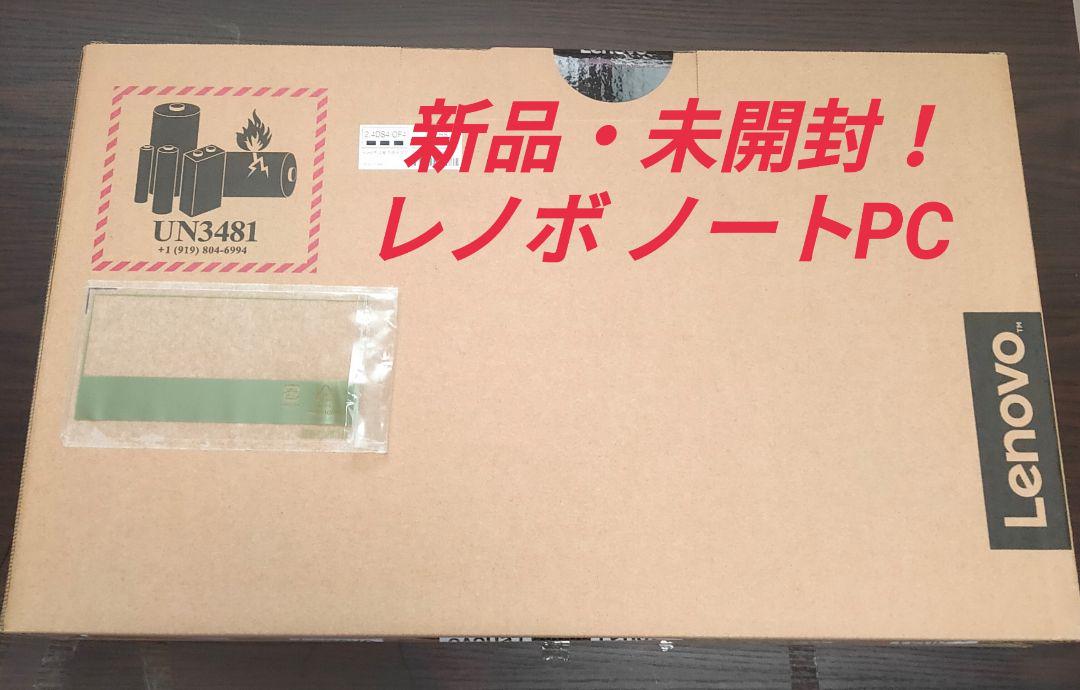 Lenovo
新品・未開封！
レノボ ノートPC
UN3481
+1 (919) 804-6994
Lenovo™